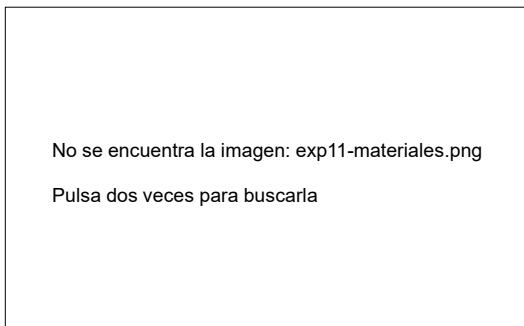 No se encuentra la imagen: exp11-materiales.png
Pulsa dos veces para buscarla